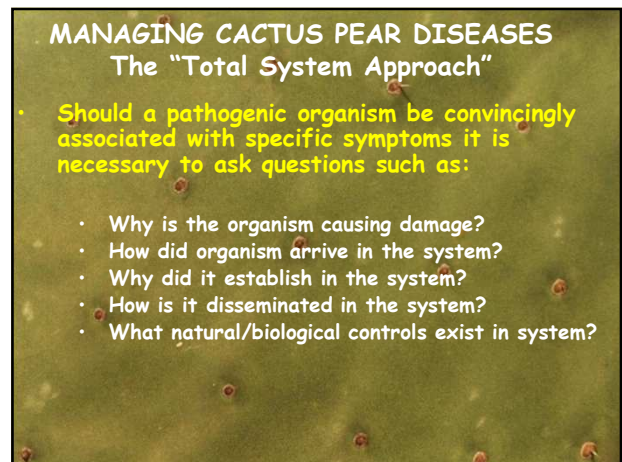 MANAGING CACTUS PEAR DISEASES
The “Total System Approach”
• Should a pathogenic organism be convincingly
associated with specific symptoms it is
necessary to ask questions such as:
• Why is the organism causing damage?
• How did organism arrive in the system?
• Why did it establish in the system?
• How is it disseminated in the system?
• What natural/biological controls exist in system?